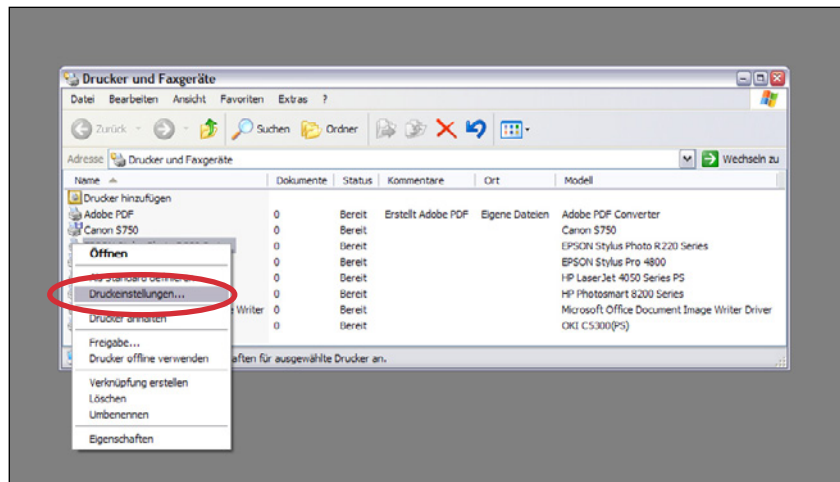 Drucker und Faxgeräte
Datei Bearbeiten Ansicht Favoriten Extras ?
Zurück Suchen Ordner
Adresse Drucker und Faxgeräte Wechseln zu
Name Dokumente Status Kommentare Ort Modell
Drucker hinzufügen
Adobe PDF 0 Bereit Erstellt Adobe PDF Eigene Dateien Adobe PDF Converter
Canon S750 0 Bereit Canon S750
0 Bereit EPSON Stylus Photo R220 Series
0 Bereit EPSON Stylus Pro 4800
0 Bereit HP LaserJet 4050 Series PS
0 Bereit HP Photosmart 8200 Series
Writer 0 Bereit Microsoft Office Document Image Writer Driver
0 Bereit OKI C5300(PS)
für ausgewählte Drucker an.
Öffnen
Als Standard definieren
Druckeinstellungen...
Drucker anhalten
Freigabe...
Drucker offline verwenden
Verknüpfung erstellen
Löschen
Umbenennen
Eigenschaften